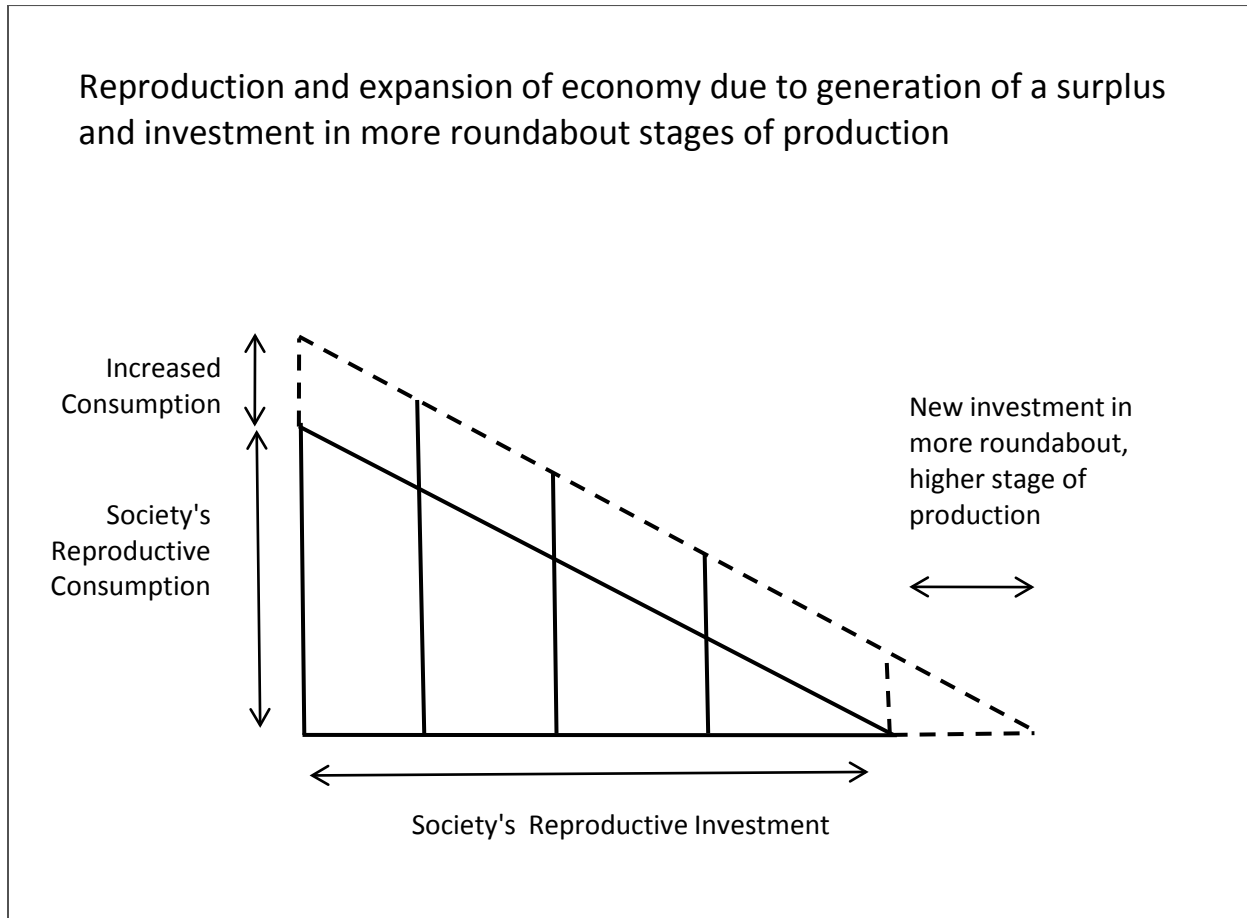 Reproduction and expansion of economy due to generation of a surplus
and investment in more roundabout stages of production
Increased
Consumption
Society's
Reproductive
Consumption
New investment in
more roundabout,
higher stage of
production
Society's  Reproductive Investment